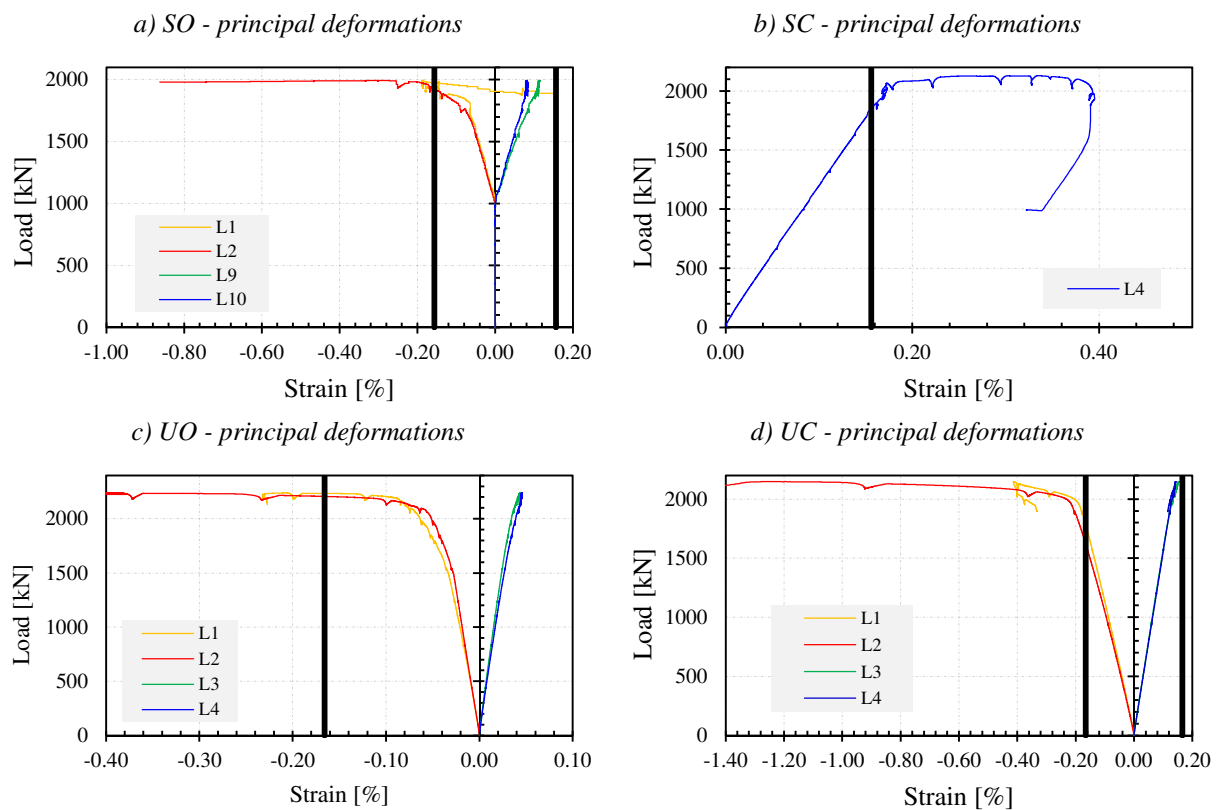 a) SO - principal deformations
b) SC - principal deformations
2000
1500
1000
500
0
Load [kN]
L1
L2
L9
L10
-1.00 -0.80 -0.60 -0.40 -0.20 0.00 0.20
Strain [%]
2000
1600
1200
800
400
0
Load [kN]
L4
0.00 0.20 0.40
Strain [%]
c) UO - principal deformations
d) UC - principal deformations
2000
1500
1000
500
0
Load [kN]
L1
L2
L3
L4
-0.40 -0.30 -0.20 -0.10 0.00 0.10
Strain [%]
2000
1500
1000
500
0
Load [kN]
L1
L2
L3
L4
-1.40 -1.20 -1.00 -0.80 -0.60 -0.40 -0.20 0.00 0.20
Strain [%]